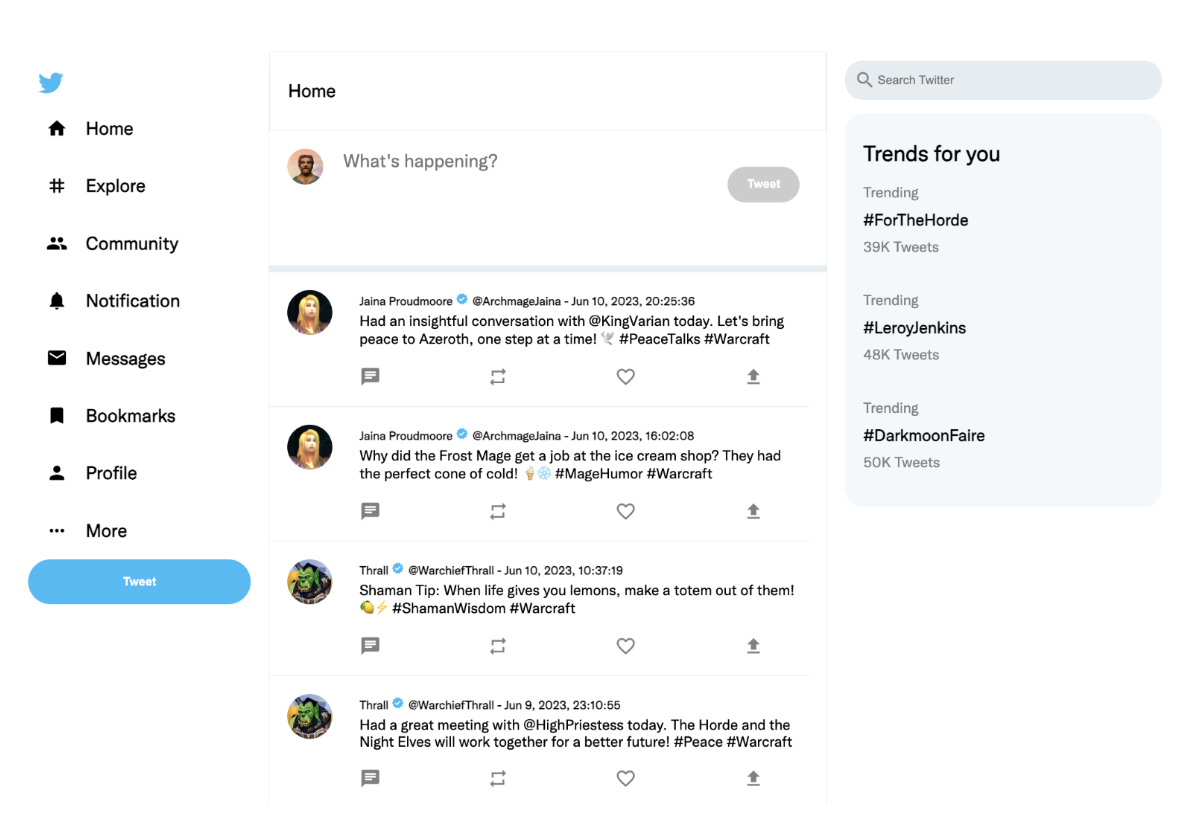 Home
Explore
Community
Notification
Messages
Bookmarks
Profile
More
Tweet
Home
What's happening?
Tweet
Jaina Proudmoore @ArchmageJaina - Jun 10, 2023, 20:25:36
Had an insightful conversation with @KingVarian today. Let's bring
peace to Azeroth, one step at a time! 🕊️ #PeaceTalks #Warcraft
Jaina Proudmoore @ArchmageJaina - Jun 10, 2023, 16:02:08
Why did the Frost Mage get a job at the ice cream shop? They had
the perfect cone of cold! 🍦❄️ #MageHumor #Warcraft
Thrall @WarchiefThrall - Jun 10, 2023, 10:37:19
Shaman Tip: When life gives you lemons, make a totem out of them!
🍋⚡ #ShamanWisdom #Warcraft
Thrall @WarchiefThrall - Jun 9, 2023, 23:10:55
Had a great meeting with @HighPriestess today. The Horde and the
Night Elves will work together for a better future! #Peace #Warcraft
Search Twitter
Trends for you
Trending
#ForTheHorde
39K Tweets
Trending
#LeroyJenkins
48K Tweets
Trending
#DarkmoonFaire
50K Tweets